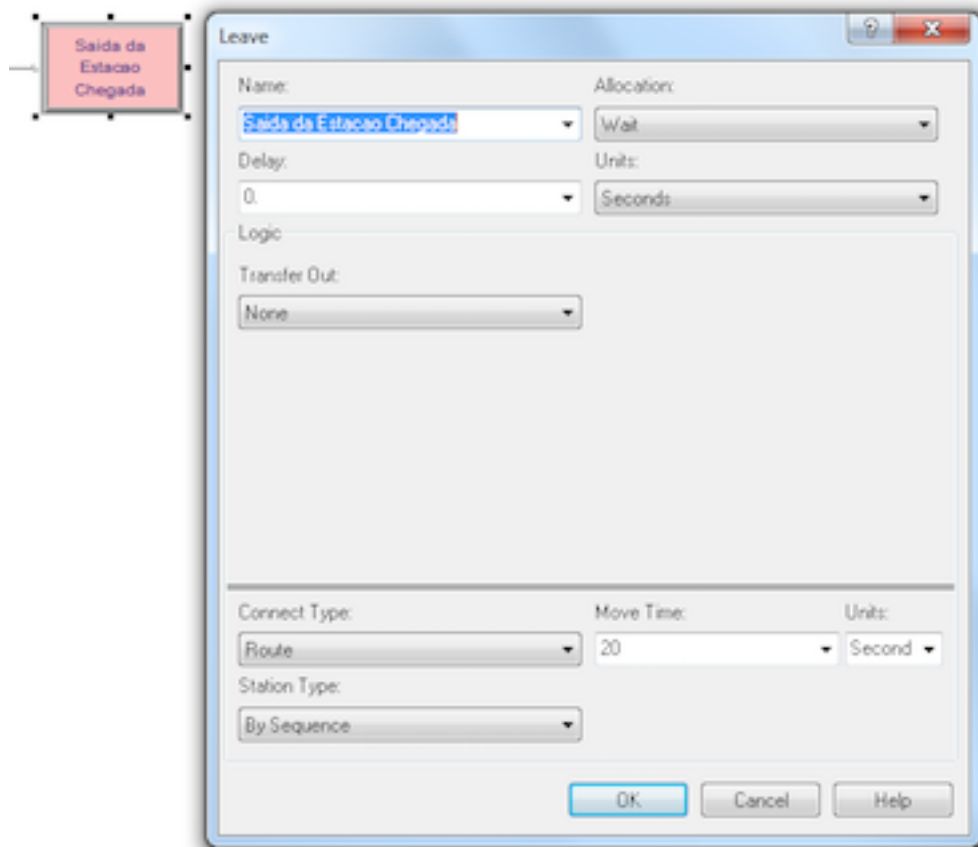 Saida da
Estacao
Chegada
Leave
Name:
Allocation:
Saida da Estacao Chegada
Wait
Delay:
Units:
0.
Seconds
Logic
Transfer Out:
None
Connect Type:
Move Time:
Units:
Route
20
Second
Station Type:
By Sequence
OK
Cancel
Help